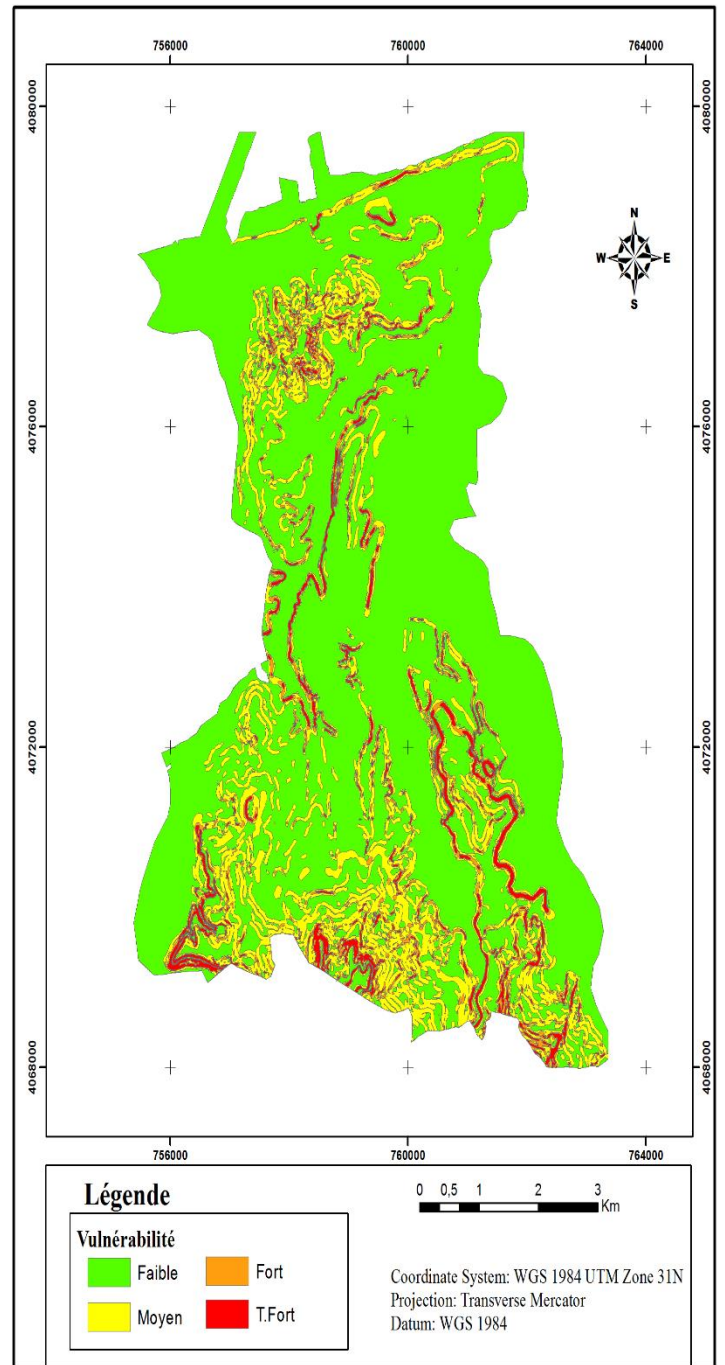 756000 760000 764000
4080000 4080000
N
W E
S
4076000 4076000
4072000 4072000
4068000 4068000
756000 760000 764000
Légende
Vulnérabilité
Faible Fort
Moyen T.Fort
0 0,5 1 2 3
Km
Coordinate System: WGS 1984 UTM Zone 31N
Projection: Transverse Mercator
Datum: WGS 1984